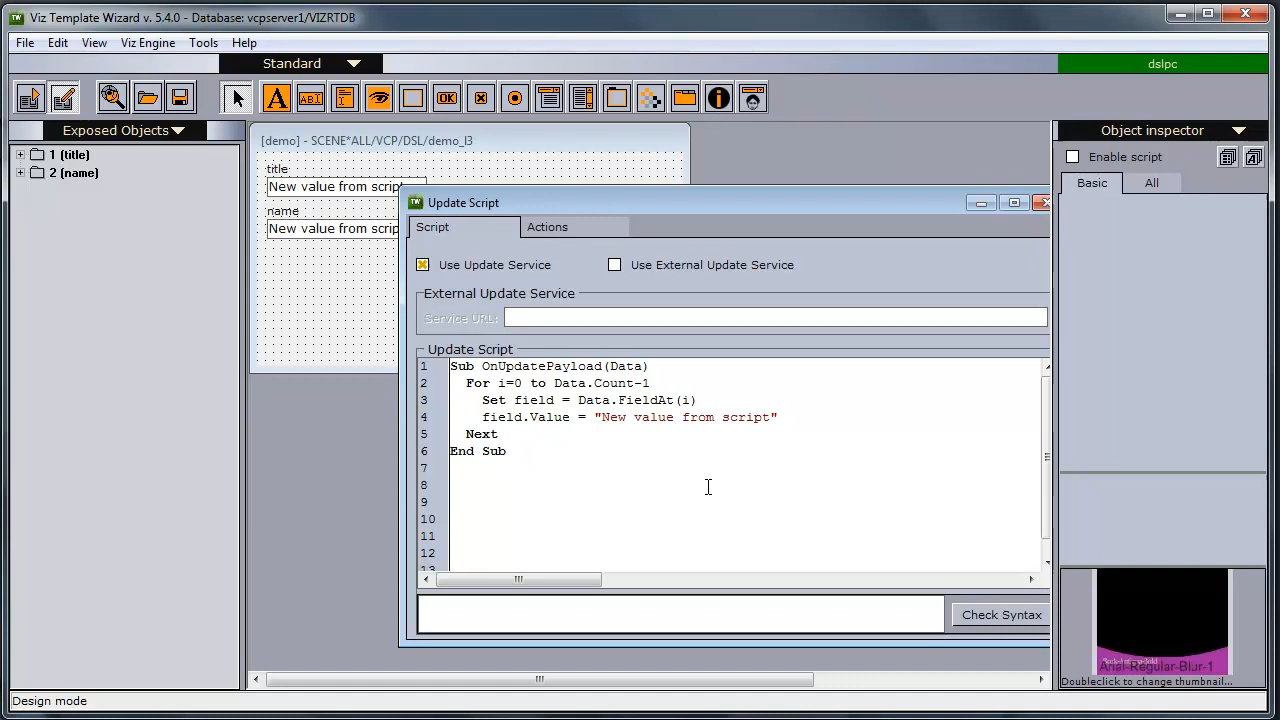 Viz Template Wizard v. 5.4.0 - Database: vcpserver1/VIZRTDB
File Edit View Viz Engine Tools Help
Standard
dslpc
Exposed Objects
1 (title)
2 (name)
[demo] - SCENE*ALL/VCP/DSL/demo_l3
title
New value from script
name
New value from scrip
Update Script
Script Actions
Use Update Service Use External Update Service
External Update Service
Service URL:
Update Script
1 Sub OnUpdatePayload(Data)
2 For i=0 to Data.Count-1
3 Set field = Data.FieldAt(i)
4 field.Value = "New value from script"
5 Next
6 End Sub
7
8
9
10
11
12
13
Check Syntax
Object inspector
Enable script
Basic All
Arial-Regular-Blur-1
Doubleclick to change thumbnail...
Design mode